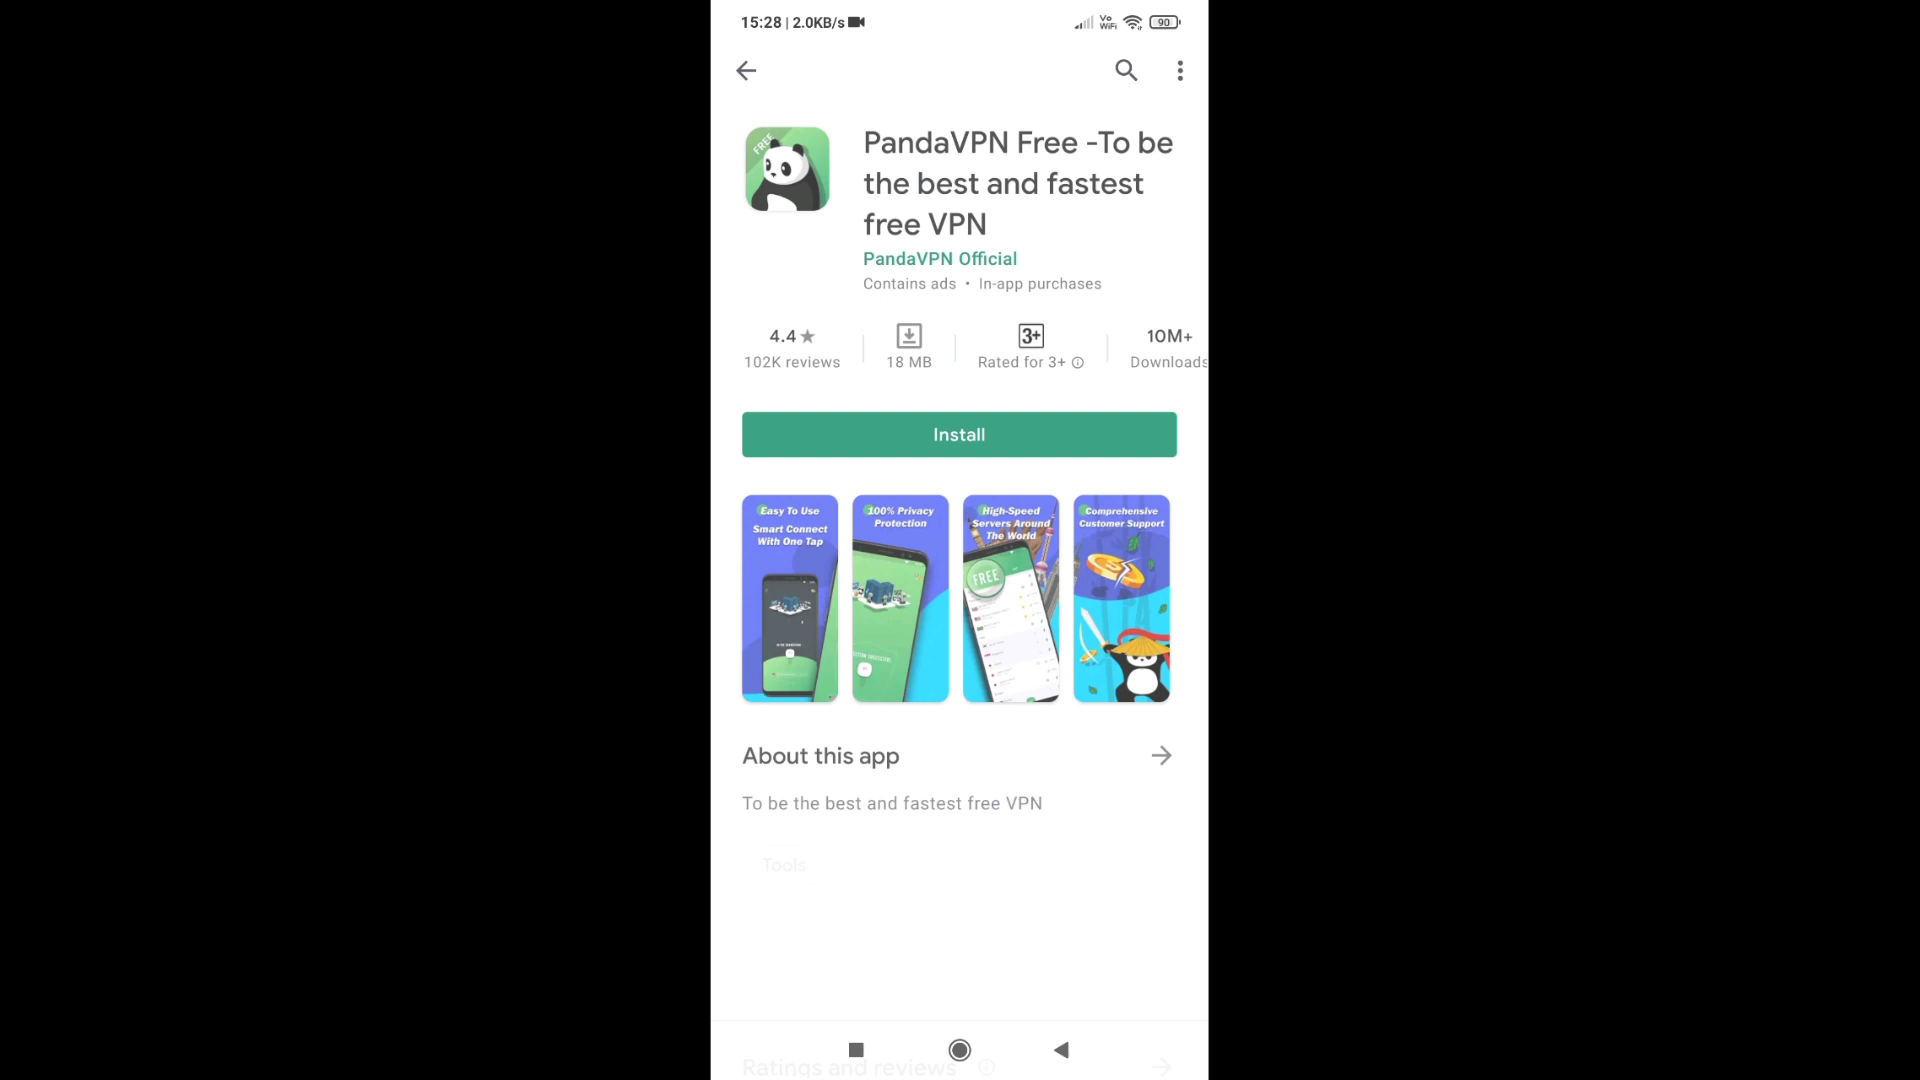 15:28 | 2.0KB/s
Vo
WiFi
90
FREE
PandaVPN Free -To be
the best and fastest
free VPN
PandaVPN Official
Contains ads • In-app purchases
4.4★
102K reviews
18 MB
3+
Rated for 3+
10M+
Downloads
Install
Easy To Use
Smart Connect
With One Tap
100% Privacy
Protection
High-Speed
Servers Around
The World
FREE
Comprehensive
Customer Support
About this app
To be the best and fastest free VPN
Tools
Ratings and reviews